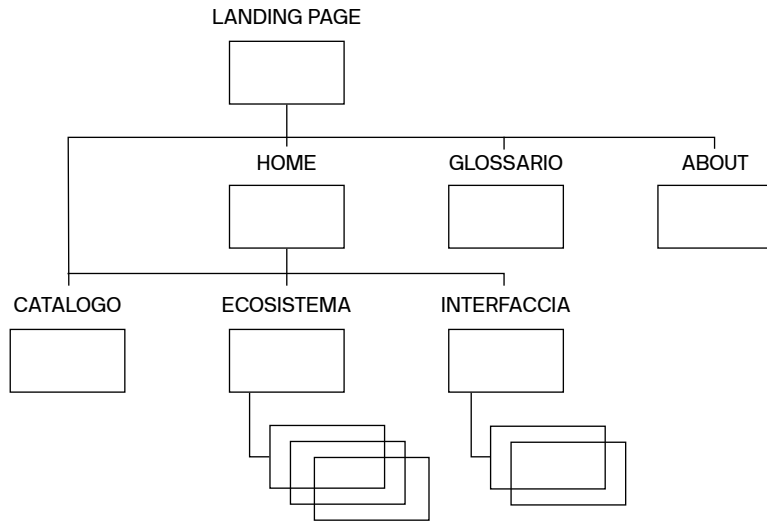 LANDING PAGE
HOME
GLOSSARIO
ABOUT
CATALOGO
ECOSISTEMA
INTERFACCIA